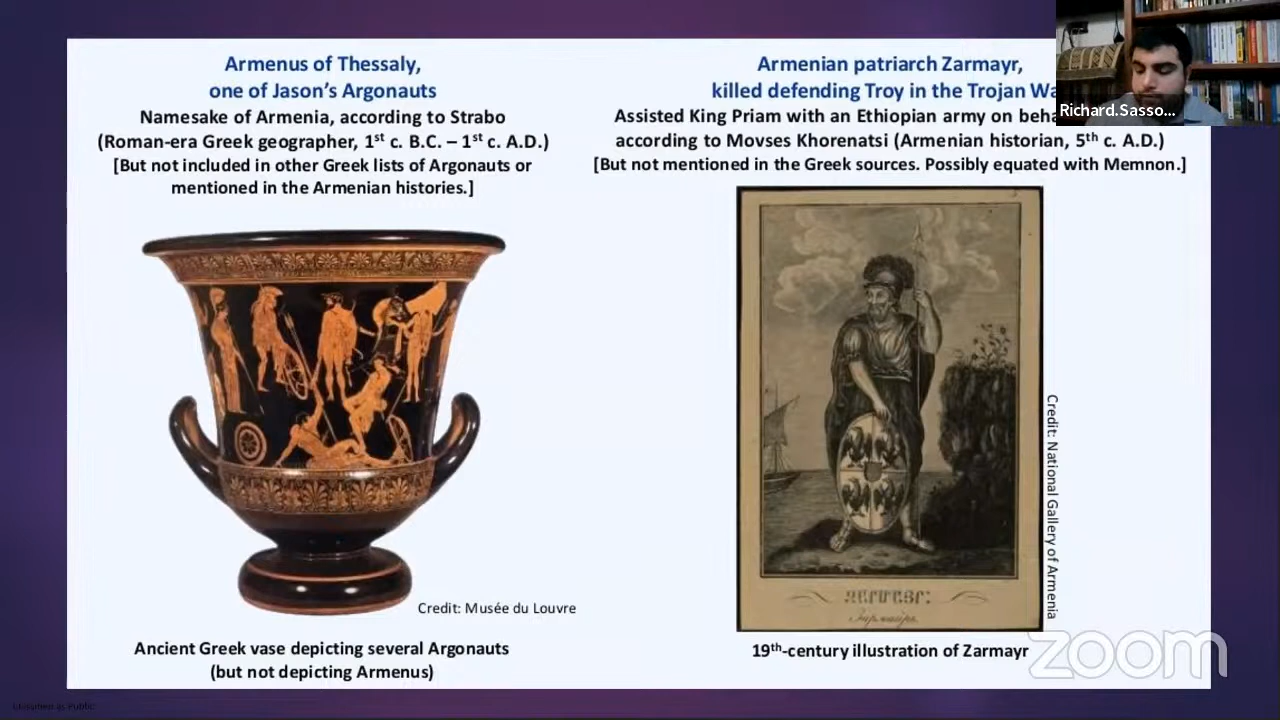 Armenus of Thessaly,
one of Jason's Argonauts
Namesake of Armenia, according to Strabo
(Roman-era Greek geographer, 1st c. B.C. – 1st c. A.D.)
[But not included in other Greek lists of Argonauts or
mentioned in the Armenian histories.]
Credit: Musée du Louvre
Ancient Greek vase depicting several Argonauts
(but not depicting Armenus)
Armenian patriarch Zarmayr,
killed defending Troy in the Trojan
Assisted King Priam with an Ethiopian army on
according to Movses Khorenatsi (Armenian historian, 5th c. A.D.)
[But not mentioned in the Greek sources. Possibly equated with Memnon.]
Credit: National Gallery of Armenia
19th-century illustration of Zarmayr
Richard.Sasso...
zoom
Classified as Public